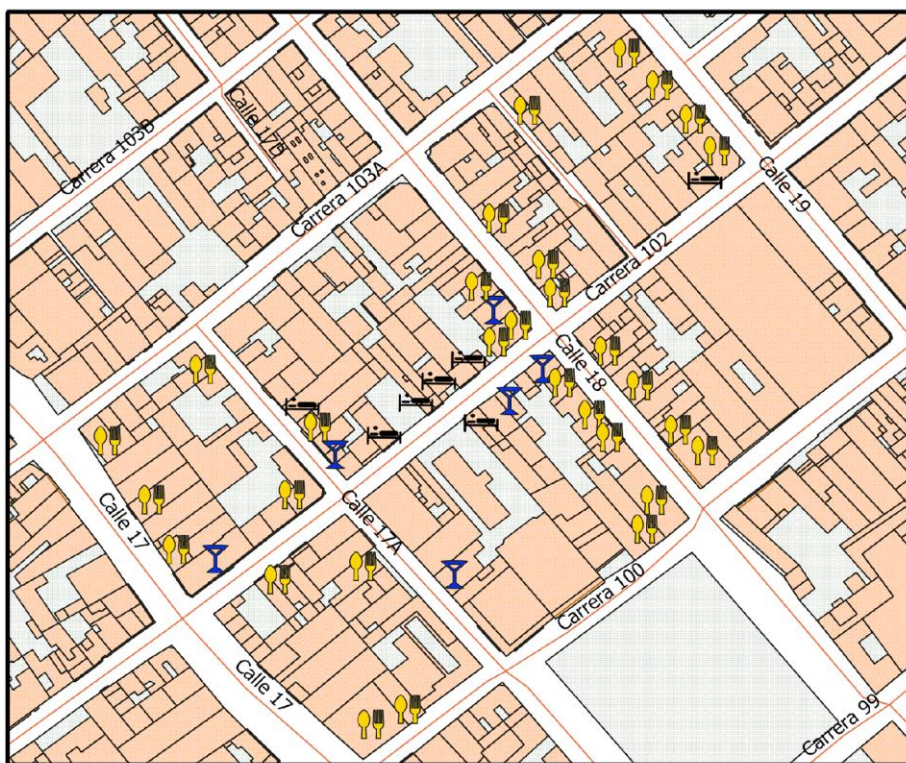 Carrera 103B
Calle 17B
Carrera 103A
Calle 19
Carrera 102
Calle 18
Calle 17
Calle 17A
Carrera 100
Calle 17
Carrera 99